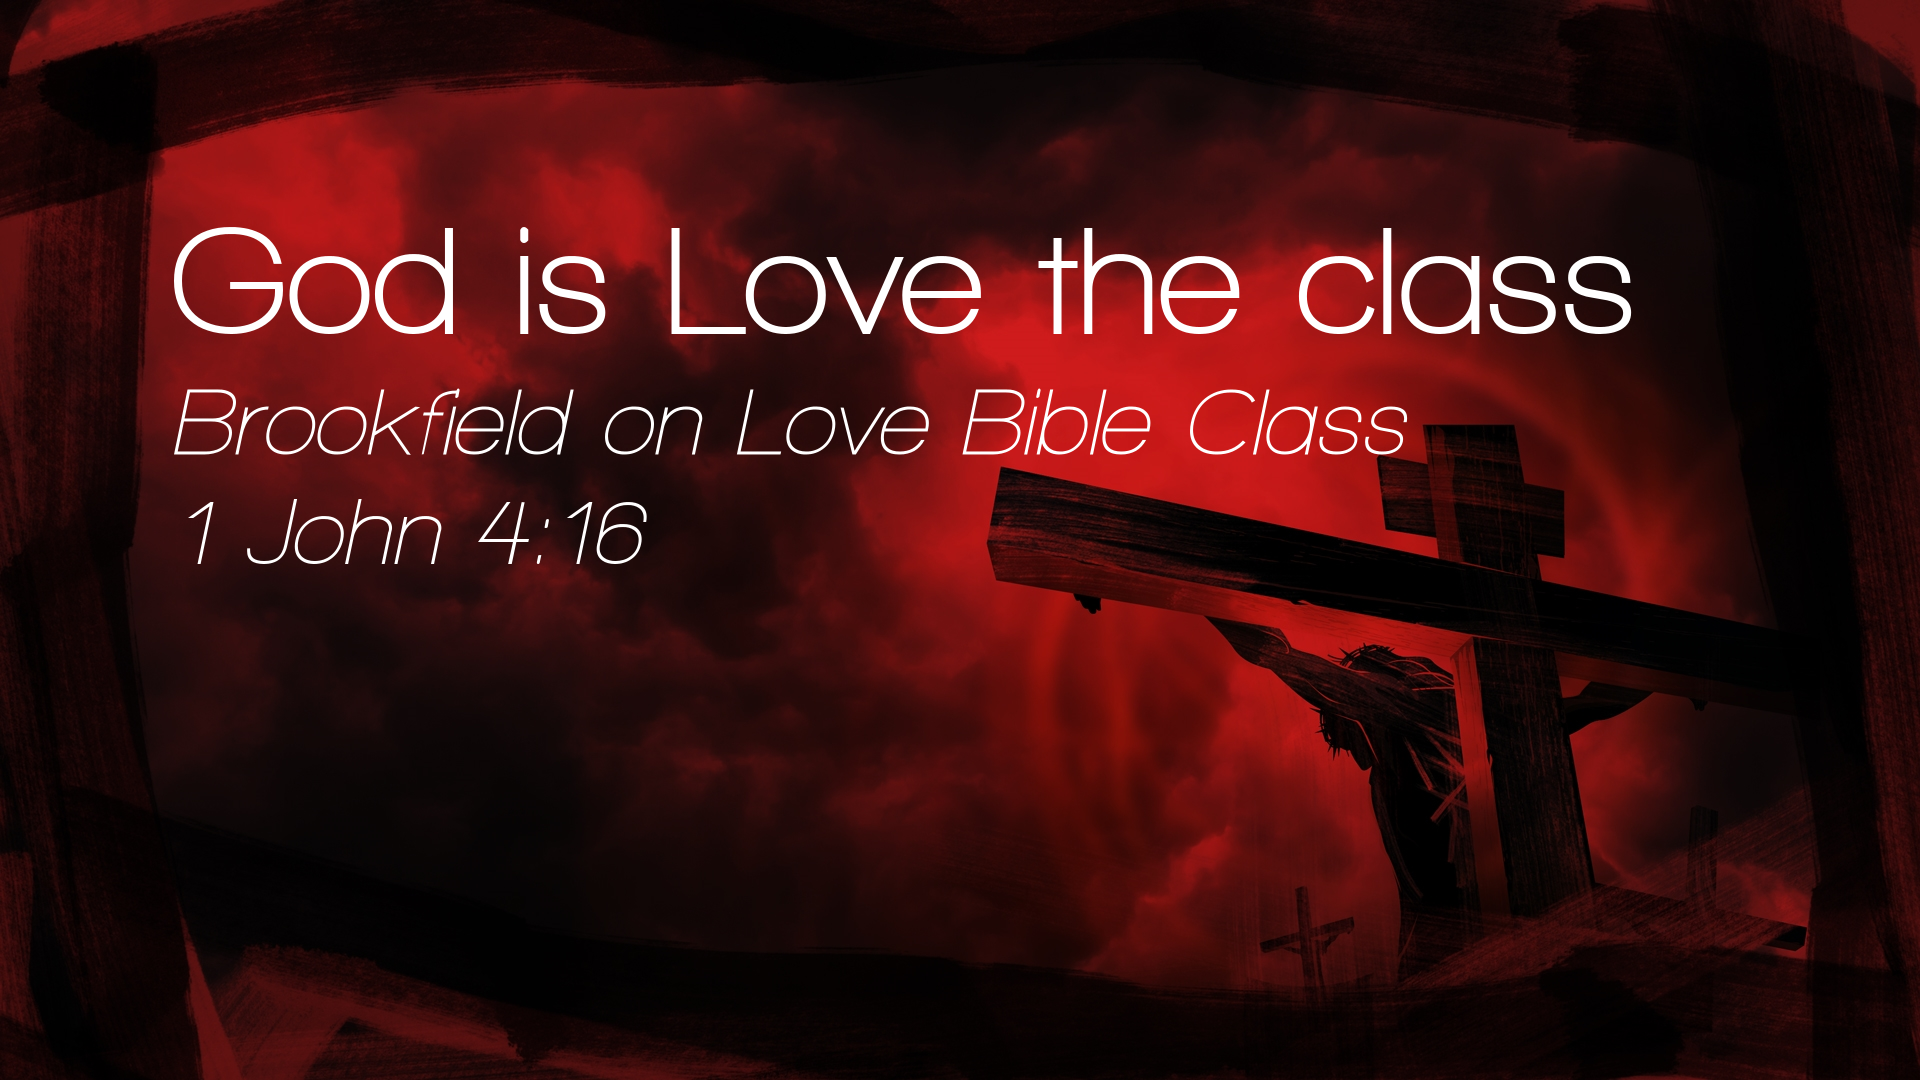 God is Love the class
Brookfield on Love Bible Class
1 John 4:16